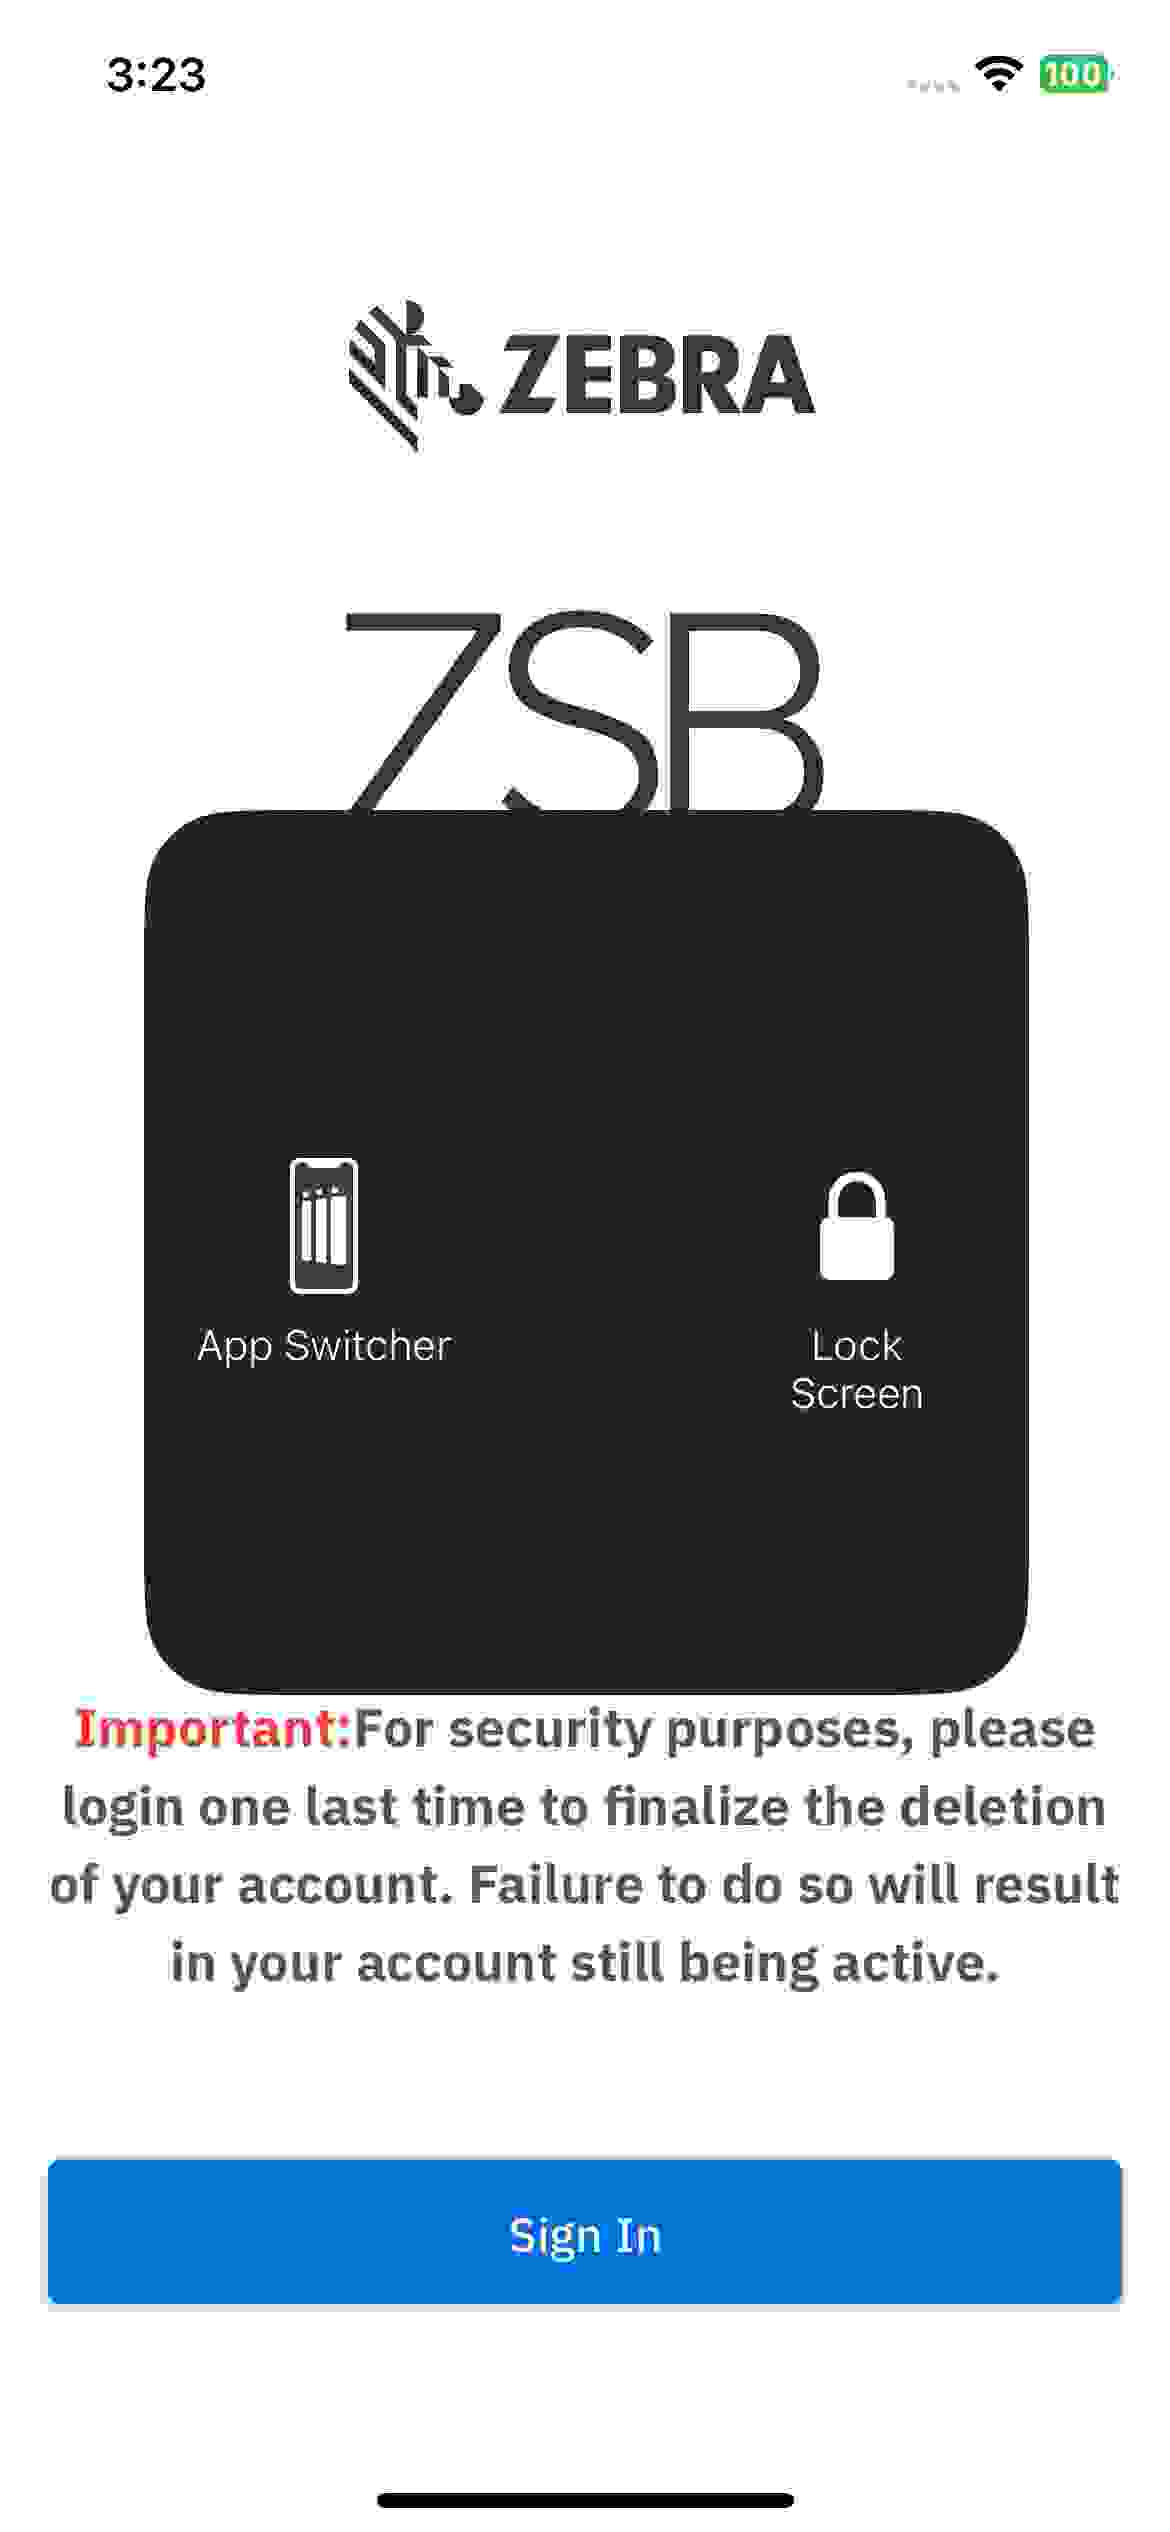 3:23
100
ZEBRA
ZSB
App Switcher
Lock
Screen
Important:For security purposes, please
login one last time to finalize the deletion
of your account. Failure to do so will result
in your account still being active.
Sign In